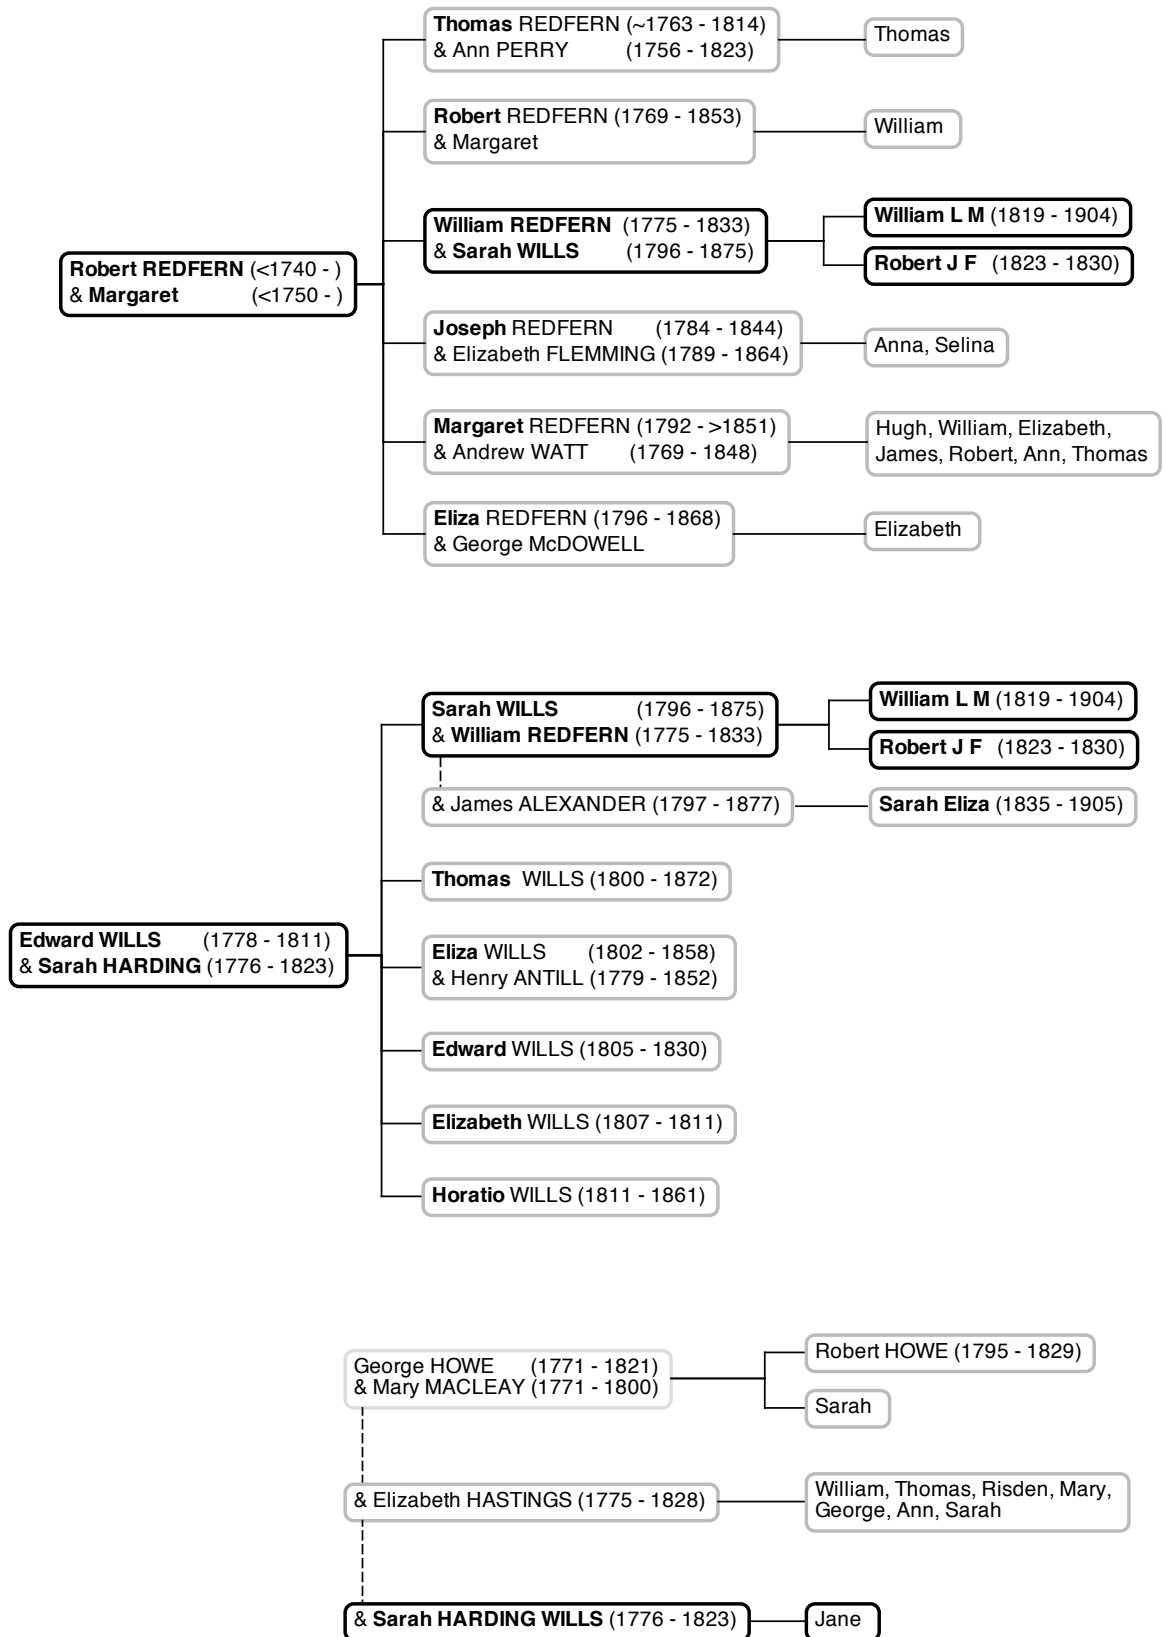 Thomas REDFERN (~1763 - 1814)
& Ann PERRY (1756 - 1823)
Thomas
Robert REDFERN (1769 - 1853)
& Margaret
William
William REDFERN (1775 - 1833)
& Sarah WILLS (1796 - 1875)
William L M (1819 - 1904)
Robert J F (1823 - 1830)
Robert REDFERN (<1740 - )
& Margaret (<1750 - )
Joseph REDFERN (1784 - 1844)
& Elizabeth FLEMMING (1789 - 1864)
Anna, Selina
Margaret REDFERN (1792 - >1851)
& Andrew WATT (1769 - 1848)
Hugh, William, Elizabeth,
James, Robert, Ann, Thomas
Eliza REDFERN (1796 - 1868)
& George McDOWELL
Elizabeth
Sarah WILLS (1796 - 1875)
& William REDFERN (1775 - 1833)
William L M (1819 - 1904)
Robert J F (1823 - 1830)
& James ALEXANDER (1797 - 1877)
Sarah Eliza (1835 - 1905)
Thomas WILLS (1800 - 1872)
Edward WILLS (1778 - 1811)
& Sarah HARDING (1776 - 1823)
Eliza WILLS (1802 - 1858)
& Henry ANTILL (1779 - 1852)
Edward WILLS (1805 - 1830)
Elizabeth WILLS (1807 - 1811)
Horatio WILLS (1811 - 1861)
George HOWE (1771 - 1821)
& Mary MACLEAY (1771 - 1800)
Robert HOWE (1795 - 1829)
Sarah
& Elizabeth HASTINGS (1775 - 1828)
William, Thomas, Risden, Mary,
George, Ann, Sarah
& Sarah HARDING WILLS (1776 - 1823)
Jane